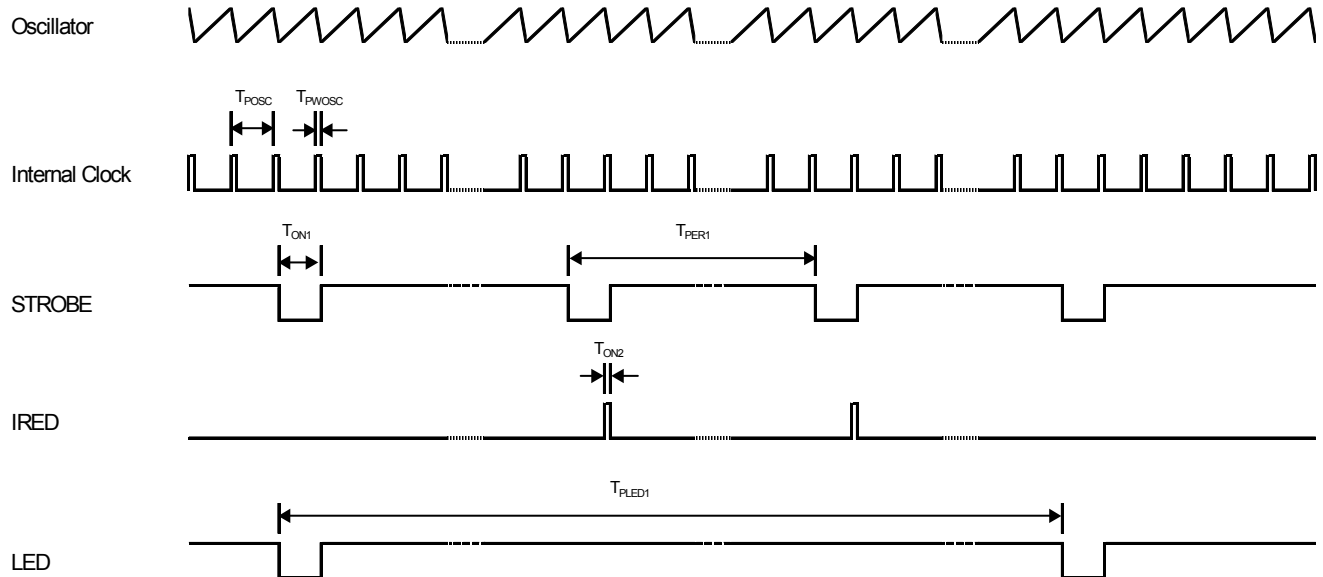 Oscillator
TPOSC TPWOSC
Internal Clock
TON1 TPER1
STROBE
TON2
IRED
TPLED1
LED